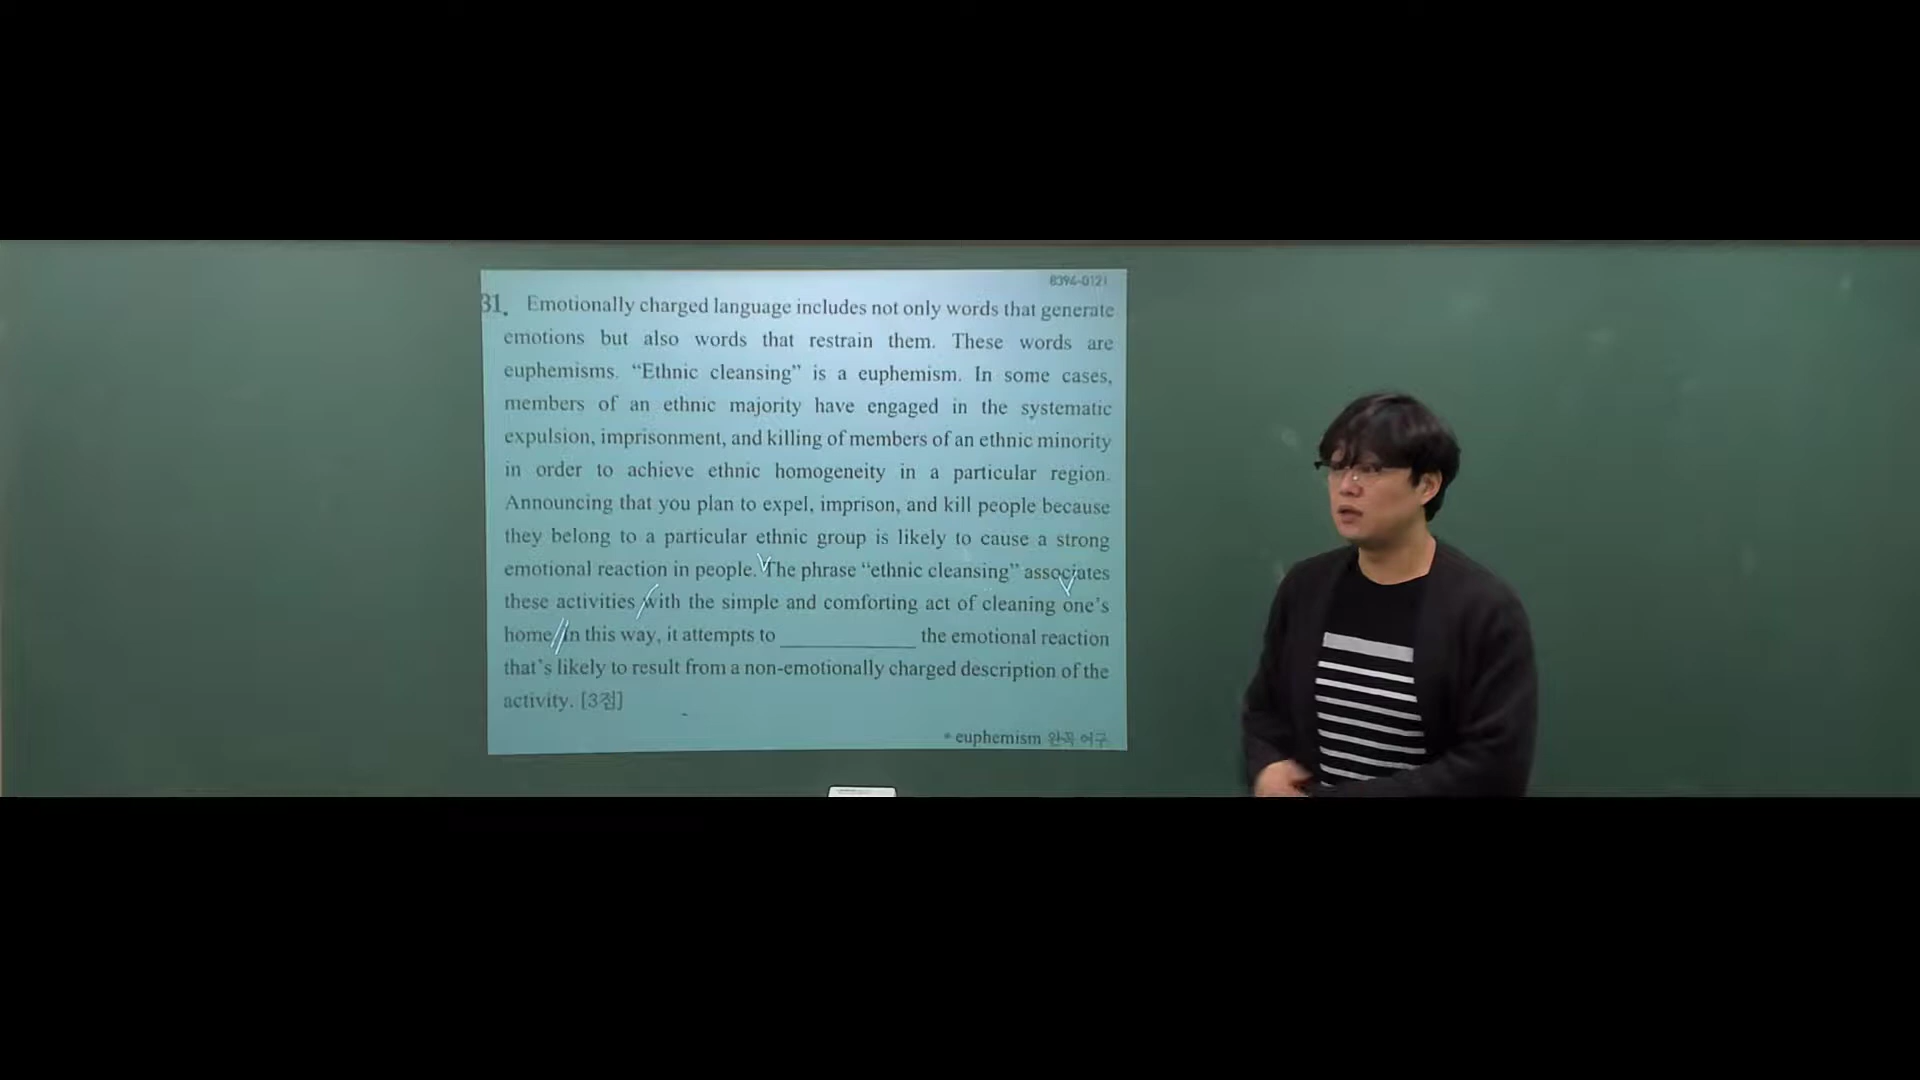 8394-0121
31. Emotionally charged language includes not only words that generate
emotions but also words that restrain them. These words are
euphemisms. “Ethnic cleansing” is a euphemism. In some cases,
members of an ethnic majority have engaged in the systematic
expulsion, imprisonment, and killing of members of an ethnic minority
in order to achieve ethnic homogeneity in a particular region.
Announcing that you plan to expel, imprison, and kill people because
they belong to a particular ethnic group is likely to cause a strong
emotional reaction in people. The phrase “ethnic cleansing” associates
these activities with the simple and comforting act of cleaning one’s
home. In this way, it attempts to ____________ the emotional reaction
that’s likely to result from a non-emotionally charged description of the
activity. [3점]
* euphemism 완곡 어구